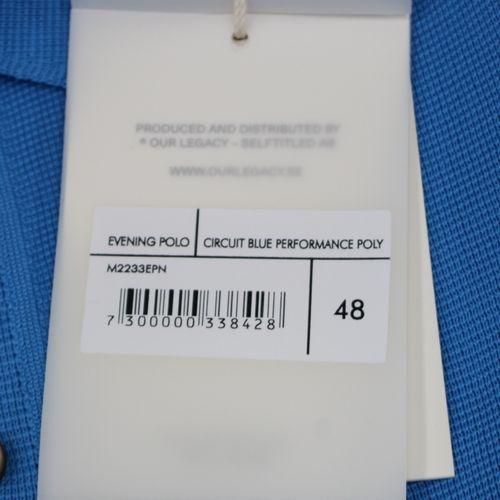 PRODUCED AND DISTRIBUTED BY
® OUR LEGACY – SELFTITLED AB
WWW.OURLEGACY.SE
EVENING POLO
CIRCUIT BLUE PERFORMANCE POLY
M2233EPN
7 300000 338428
48